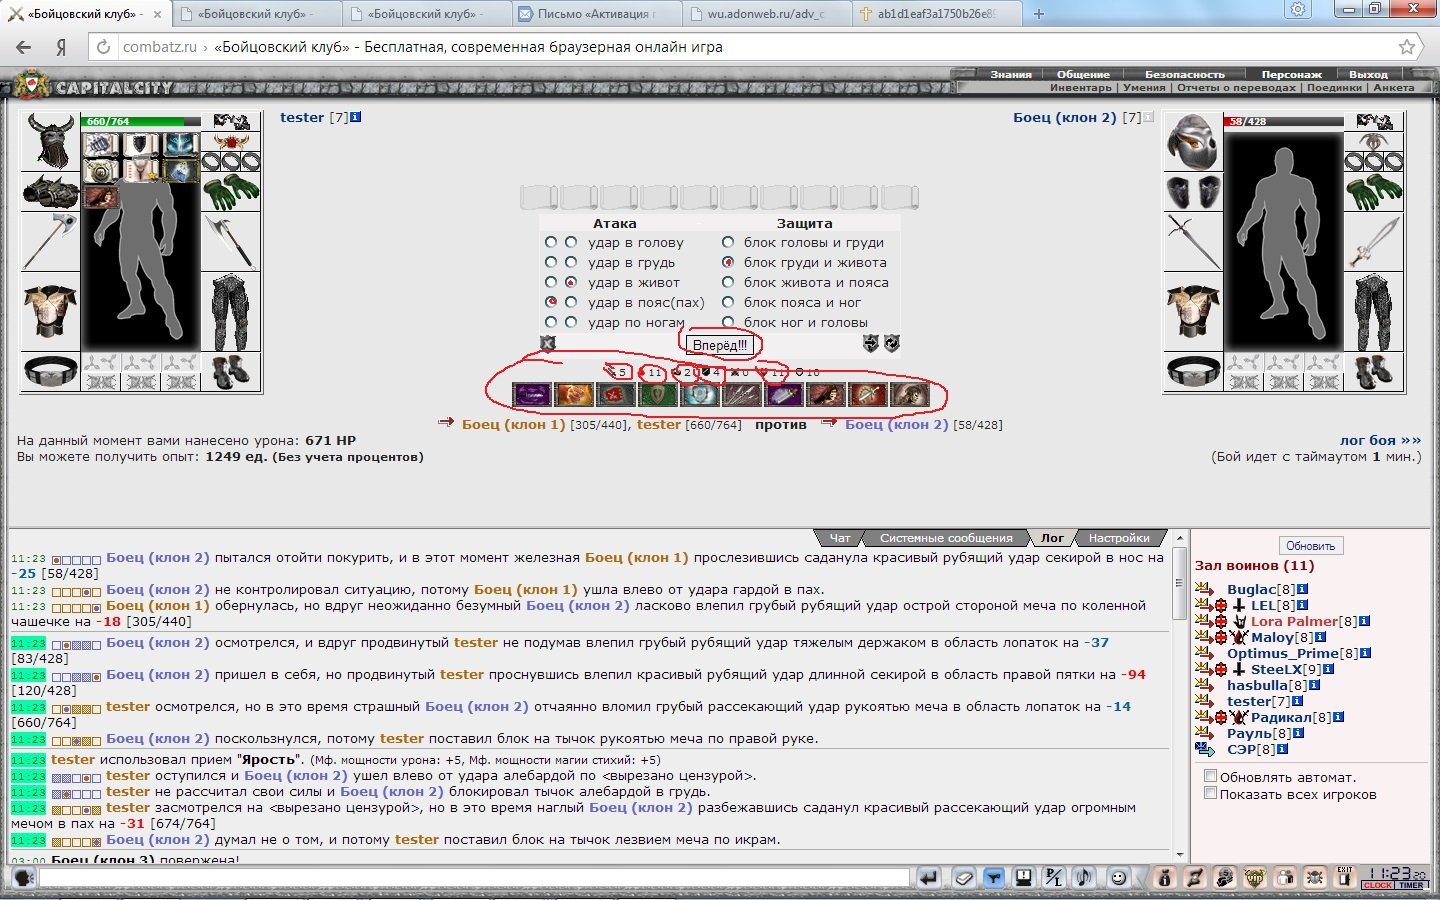 «Бойцовский клуб» -
«Бойцовский клуб» -
«Бойцовский клуб» -
Письмо «Активация
wu.adonweb.ru/adv_c
ab1d1eaf3a1750b26e89
combatz.ru › «Бойцовский клуб» - Бесплатная, современная браузерная онлайн игра
CAPITALCITY
Знания | Общение | Безопасность | Персонаж | Выход
Инвентарь | Умения | Отчеты о переводах | Поединки | Анкета
660/764
tester [7]
Боец (клон 2) [7]
58/428
Атака Защита
удар в голову блок головы и груди
удар в грудь блок груди и живота
удар в живот блок живота и пояса
удар в пояс(пах) блок пояса и ног
удар по ногам блок ног и головы
Вперёд!!!
5 11 2 4 0 11 10
Боец (клон 1) [305/440], tester [660/764] против Боец (клон 2) [58/428]
На данный момент вами нанесено урона: 671 HP
Вы можете получить опыт: 1249 ед. (Без учета процентов)
лог боя »»
(Бой идет с таймаутом 1 мин.)
Чат Системные сообщения Лог Настройки
11:23 Боец (клон 2) пытался отойти покурить, и в этот момент железная Боец (клон 1) прослезившись саданула красивый рубящий удар секирой в нос на
-25 [58/428]
11:23 Боец (клон 2) не контролировал ситуацию, потому Боец (клон 1) ушла влево от удара гардой в пах.
11:23 Боец (клон 1) обернулась, но вдруг неожиданно безумный Боец (клон 2) ласково влепил грубый рубящий удар острой стороной меча по коленной
чашечке на -18 [305/440]
11:23 Боец (клон 2) осмотрелся, и вдруг продвинутый tester не подумав влепил грубый рубящий удар тяжелым держаком в область лопаток на -37
[83/428]
11:23 Боец (клон 2) пришел в себя, но продвинутый tester проснувшись влепил красивый рубящий удар длинной секирой в область правой пятки на -94
[120/428]
11:23 tester осмотрелся, но в это время страшный Боец (клон 2) отчаянно вломил грубый рассекающий удар рукоятью меча в область лопаток на -14
[660/764]
11:23 Боец (клон 2) поскользнулся, потому tester поставил блок на тычок рукоятью меча по правой руке.
11:23 tester использовал прием "Ярость". (Мф. мощности урона: +5, Мф. мощности магии стихий: +5)
11:23 tester оступился и Боец (клон 2) ушел влево от удара алебардой по <вырезано цензурой>.
11:23 tester не рассчитал свои силы и Боец (клон 2) блокировал тычок алебардой в грудь.
11:23 tester засмотрелся на <вырезано цензурой>, но в это время наглый Боец (клон 2) разбежавшись саданул красивый рассекающий удар огромным
мечом в пах на -31 [674/764]
11:23 Боец (клон 2) думал не о том, и потому tester поставил блок на тычок лезвием меча по икрам.
03:00 Боец (клон 3) повержена!
Обновить
Зал воинов (11)
Buglac[8]
LEL[8]
Lora Palmer[8]
Maloy[8]
Optimus_Prime[8]
SteelX[9]
hasbulla[8]
tester[7]
Радикал[8]
Рауль[8]
СЭР[8]
Обновлять автомат.
Показать всех игроков
P/L
VIP
EXIT
11:23 20
CLOCK TIMER